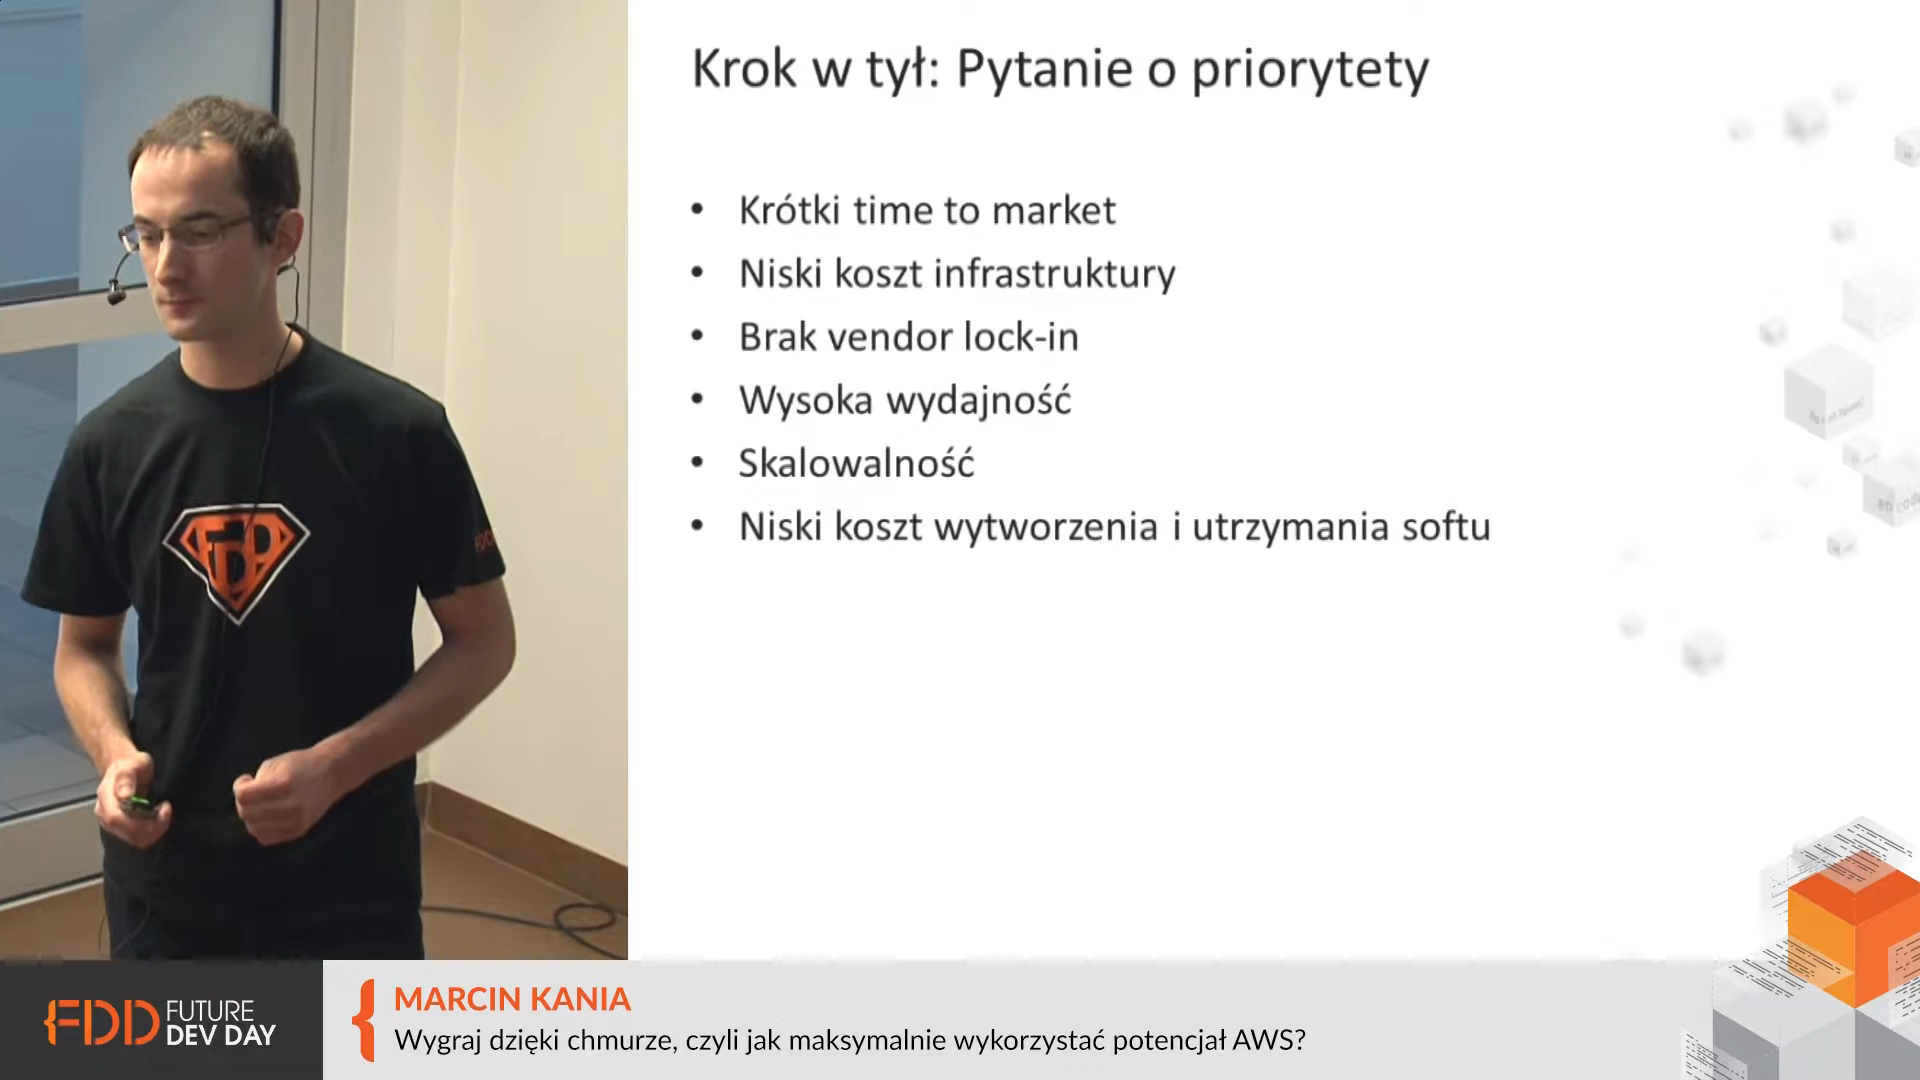 Krok w tył: Pytanie o priorytety
• Krótki time to market
• Niski koszt infrastruktury
• Brak vendor lock-in
• Wysoka wydajność
• Skalowalność
• Niski koszt wytworzenia i utrzymania softu
FDD
FDD FUTURE
DEV DAY
MARCIN KANIA
Wygraj dzięki chmurze, czyli jak maksymalnie wykorzystać potencjał AWS?